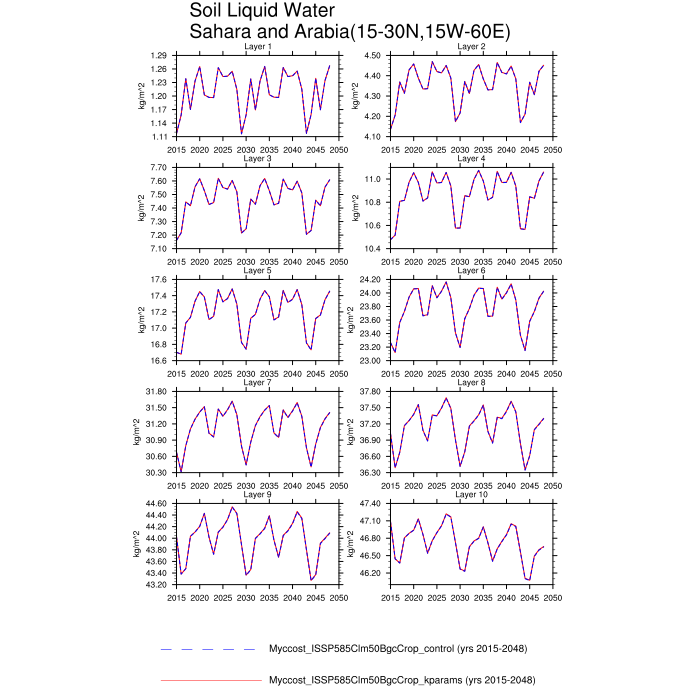 Soil Liquid Water
Sahara and Arabia(15-30N,15W-60E)
Layer 1
kg/m^2
1.29
1.26
1.23
1.20
1.17
1.14
1.11
2015 2020 2025 2030 2035 2040 2045 2050
Layer 2
kg/m^2
4.50
4.40
4.30
4.20
4.10
2015 2020 2025 2030 2035 2040 2045 2050
Layer 3
kg/m^2
7.70
7.60
7.50
7.40
7.30
7.20
7.10
2015 2020 2025 2030 2035 2040 2045 2050
Layer 4
kg/m^2
11.0
10.8
10.6
10.4
2015 2020 2025 2030 2035 2040 2045 2050
Layer 5
kg/m^2
17.6
17.4
17.2
17.0
16.8
16.6
2015 2020 2025 2030 2035 2040 2045 2050
Layer 6
kg/m^2
24.20
24.00
23.80
23.60
23.40
23.20
23.00
2015 2020 2025 2030 2035 2040 2045 2050
Layer 7
kg/m^2
31.80
31.50
31.20
30.90
30.60
30.30
2015 2020 2025 2030 2035 2040 2045 2050
Layer 8
kg/m^2
37.80
37.50
37.20
36.90
36.60
36.30
2015 2020 2025 2030 2035 2040 2045 2050
Layer 9
kg/m^2
44.60
44.40
44.20
44.00
43.80
43.60
43.40
43.20
2015 2020 2025 2030 2035 2040 2045 2050
Layer 10
kg/m^2
47.40
47.10
46.80
46.50
46.20
2015 2020 2025 2030 2035 2040 2045 2050
Myccost_ISSP585Clm50BgcCrop_control (yrs 2015-2048)
Myccost_ISSP585Clm50BgcCrop_kparams (yrs 2015-2048)